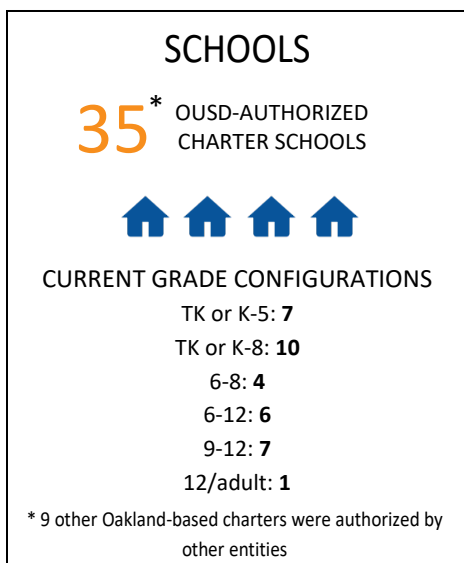 SCHOOLS
35* OUSD-AUTHORIZED
CHARTER SCHOOLS
CURRENT GRADE CONFIGURATIONS
TK or K-5: 7
TK or K-8: 10
6-8: 4
6-12: 6
9-12: 7
12/adult: 1
* 9 other Oakland-based charters were authorized by
other entities